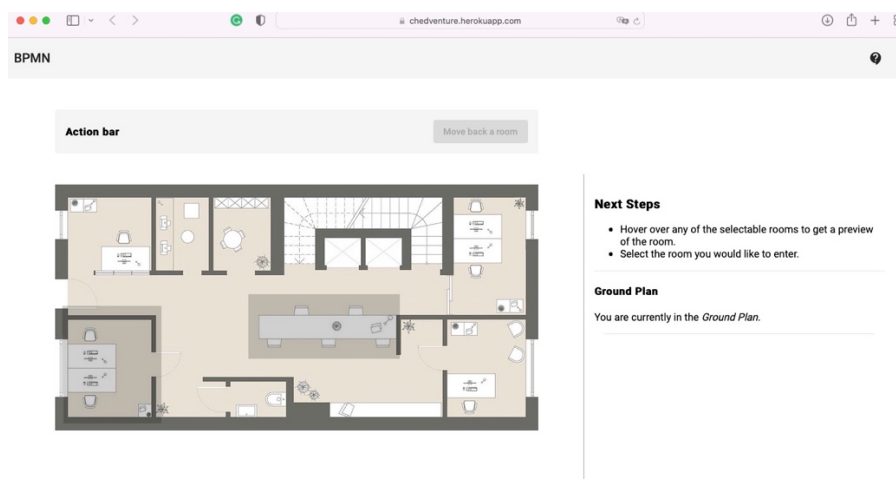 chedventure.herokuapp.com
BPMN
Action bar
Move back a room
Next Steps
Hover over any of the selectable rooms to get a preview
of the room.
Select the room you would like to enter.
Ground Plan
You are currently in the Ground Plan.